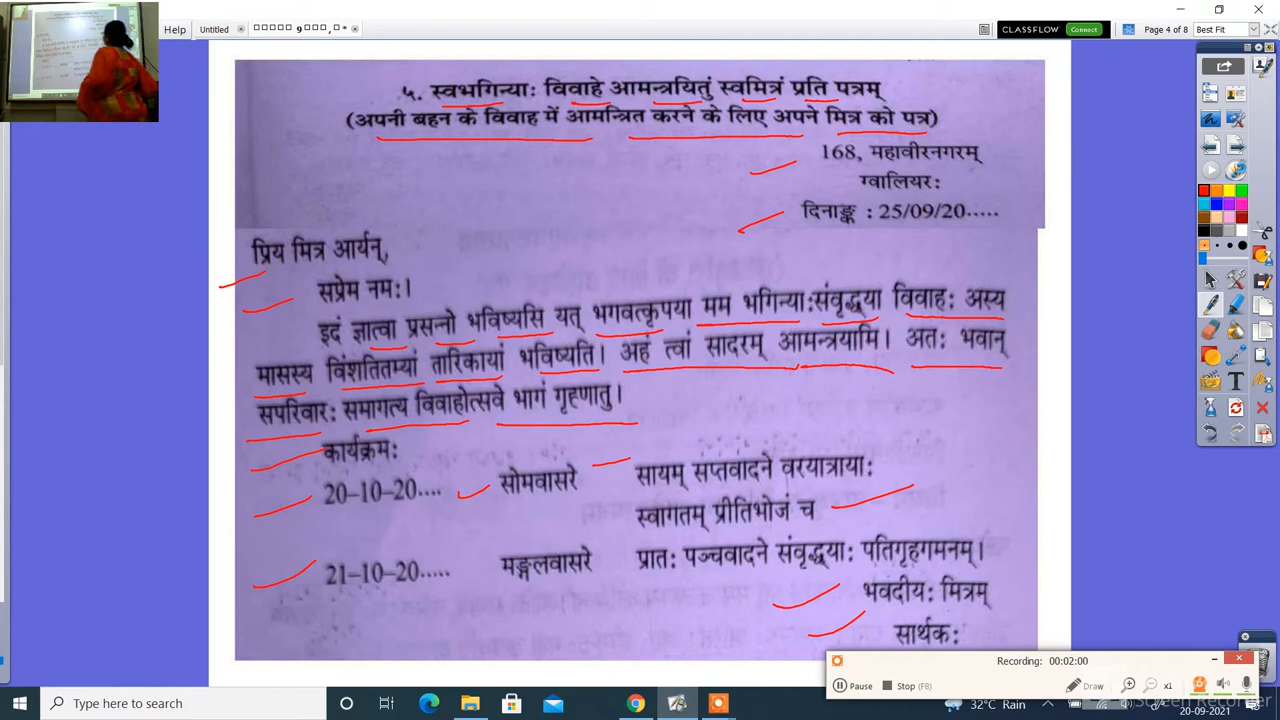 Help
Untitled
CLASSFLOW
Connect
Page 4 of 8
Best Fit
५. स्वभगिन्याः विवाहे आमन्त्रयितुं स्वमित्रं प्रति पत्रम्
(अपनी बहन के विवाह में आमन्त्रित करने के लिए अपने मित्र को पत्र)
168, महावीरनगरम्
ग्वालियरः
दिनाङ्क : 25/09/20.....
प्रिय मित्र आर्यन्,
सप्रेम नमः।
इदं ज्ञात्वा प्रसन्नो भविष्यसि यत् भगवत्कृपया मम भगिन्याःसंवृद्ध्या विवाहः अस्य
मासस्य विंशतितम्यां तारिकायां भविष्यति। अहं त्वां सादरम् आमन्त्रयामि। अतः भवान्
सपरिवारः समागत्य विवाहोत्सवे भागं गृह्णातु।
कार्यक्रमः
20-10-20.... सोमवासरे सायम् सप्तवादने वरयात्रायाः
स्वागतम् प्रीतिभोजं च
21-10-20..... मङ्गलवासरे प्रातः पञ्चवादने संवृद्ध्याः पतिगृहगमनम्।
भवदीयः मित्रम्
सार्थकः
Recording: 00:02:00
Pause
Stop (F8)
Draw
x1
Type here to search
32°C Rain
20-09-2021
Screen Recorder